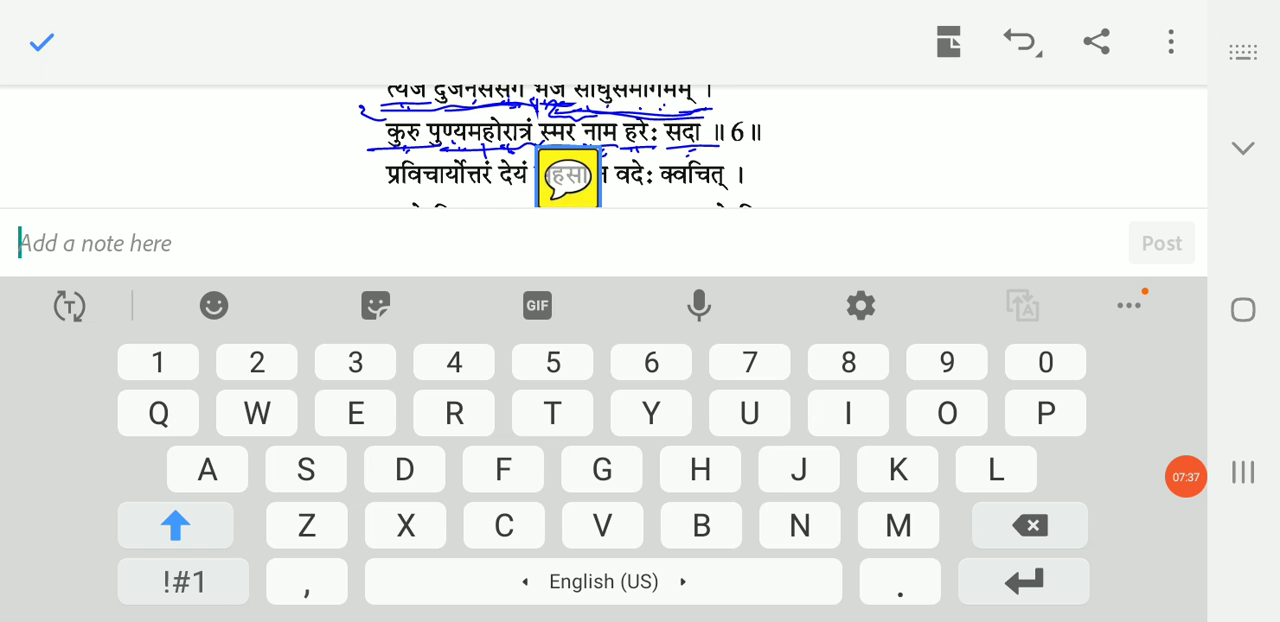 त्यज दुर्जनसंसर्गं भज साधुसमागमम् ।
कुरु पुण्यमहोरात्रं स्मर नाम हरेः सदा ॥6॥
प्रविचार्योत्तरं देयं सहसा न वदेः क्वचित् ।
Add a note here
Post
T
GIF
A
1 2 3 4 5 6 7 8 9 0
Q W E R T Y U I O P
A S D F G H J K L
07:37
Z X C V B N M
!#1 , English (US) .